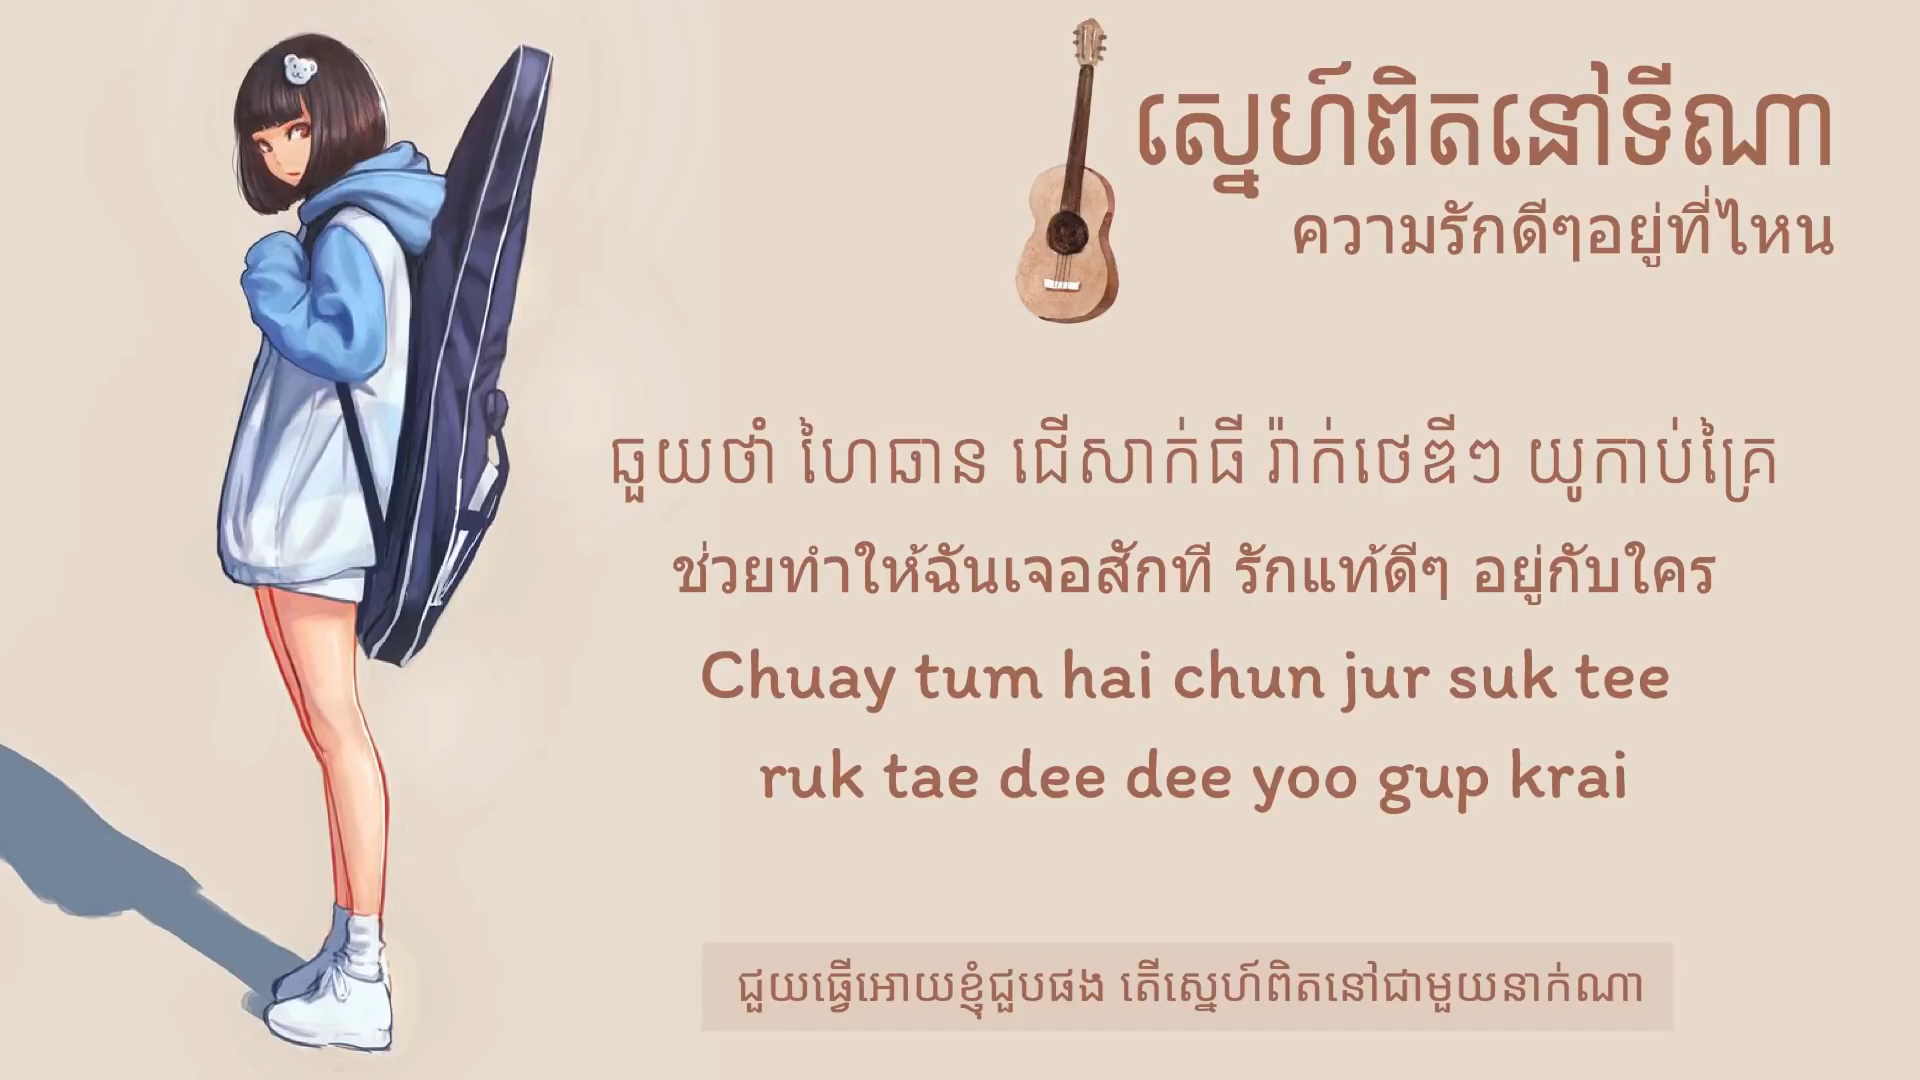 ស្នេហ៍ពិតនៅទីណា
ความรักดีๆอยู่ที่ไหน
ឆួយថាំ ហៃឆាន ជើសាក់ធី រ៉ាក់ថេឌីៗ យូកាប់គ្រៃ
ช่วยทำให้ฉันเจอสักที รักแท้ดีๆ อยู่กับใคร
Chuay tum hai chun jur suk tee
ruk tae dee dee yoo gup krai
ជួយធ្វើអោយខ្ញុំជួបផង តើស្នេហ៍ពិតនៅជាមួយនាក់ណា